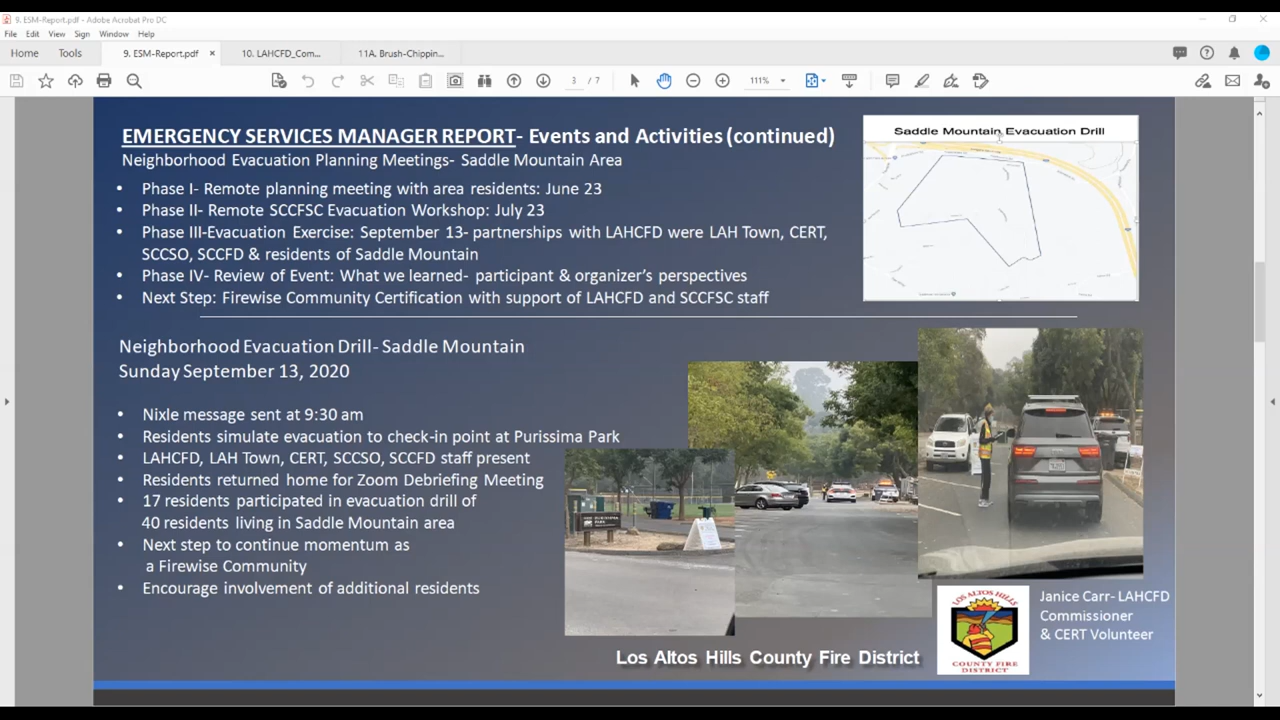 9. ESM-Report.pdf - Adobe Acrobat Pro DC
File Edit View Sign Window Help
Home Tools 9. ESM-Report.pdf × 10. LAHCFD_Com... 11A. Brush-Chippin...
3 / 7 111%
EMERGENCY SERVICES MANAGER REPORT- Events and Activities (continued)
Neighborhood Evacuation Planning Meetings- Saddle Mountain Area
• Phase I- Remote planning meeting with area residents: June 23
• Phase II- Remote SCCFSC Evacuation Workshop: July 23
• Phase III-Evacuation Exercise: September 13- partnerships with LAHCFD were LAH Town, CERT,
SCCSO, SCCFD & residents of Saddle Mountain
• Phase IV- Review of Event: What we learned- participant & organizer's perspectives
• Next Step: Firewise Community Certification with support of LAHCFD and SCCFSC staff
Saddle Mountain Evacuation Drill
Neighborhood Evacuation Drill- Saddle Mountain
Sunday September 13, 2020
• Nixle message sent at 9:30 am
• Residents simulate evacuation to check-in point at Purissima Park
• LAHCFD, LAH Town, CERT, SCCSO, SCCFD staff present
• Residents returned home for Zoom Debriefing Meeting
• 17 residents participated in evacuation drill of
40 residents living in Saddle Mountain area
• Next step to continue momentum as
a Firewise Community
• Encourage involvement of additional residents
Los Altos Hills County Fire District
LOS ALTOS HILLS
COUNTY FIRE
DISTRICT
Janice Carr- LAHCFD
Commissioner
& CERT Volunteer